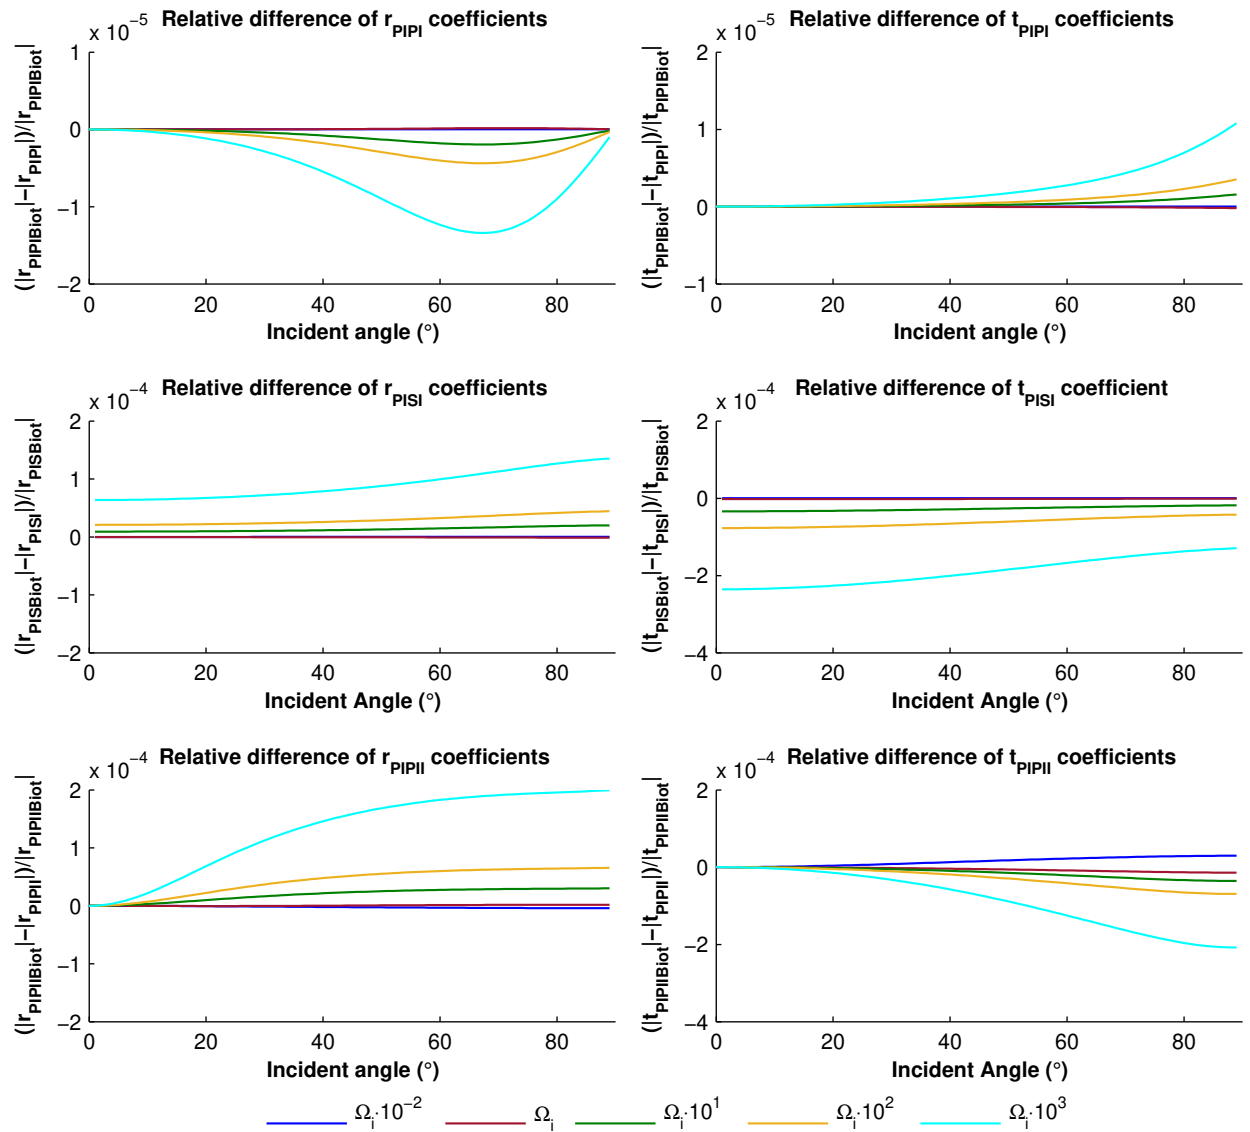 Relative difference of r_PIPI coefficients
x 10^−5
1
0
−1
−2
0 20 40 60 80
Incident angle (°)
(|r_PIPIBiot|−|r_PIPI|)/|r_PIPIBiot|
Relative difference of t_PIPI coefficients
x 10^−5
2
1
0
−1
0 20 40 60 80
Incident angle (°)
(|t_PIPIBiot|−|t_PIPI|)/|t_PIPIBiot|
Relative difference of r_PISI coefficients
x 10^−4
2
1
0
−1
−2
0 20 40 60 80
Incident Angle (°)
(|r_PISBiot|−|r_PISI|)/|r_PISBiot|
Relative difference of t_PISI coefficient
x 10^−4
2
0
−2
−4
0 20 40 60 80
Incident Angle (°)
(|t_PISBiot|−|t_PISI|)/|t_PISBiot|
Relative difference of r_PIPII coefficients
x 10^−4
2
1
0
−1
−2
0 20 40 60 80
Incident angle (°)
(|r_PIPIIBiot|−|r_PIPII|)/|r_PIPIIBiot|
Relative difference of t_PIPII coefficients
x 10^−4
2
0
−2
−4
0 20 40 60 80
Incident angle (°)
(|t_PIPIIBiot|−|t_PIPII|)/|t_PIPIIBiot|
Ω_i·10^−2 Ω_i Ω_i·10^1 Ω_i·10^2 Ω_i·10^3